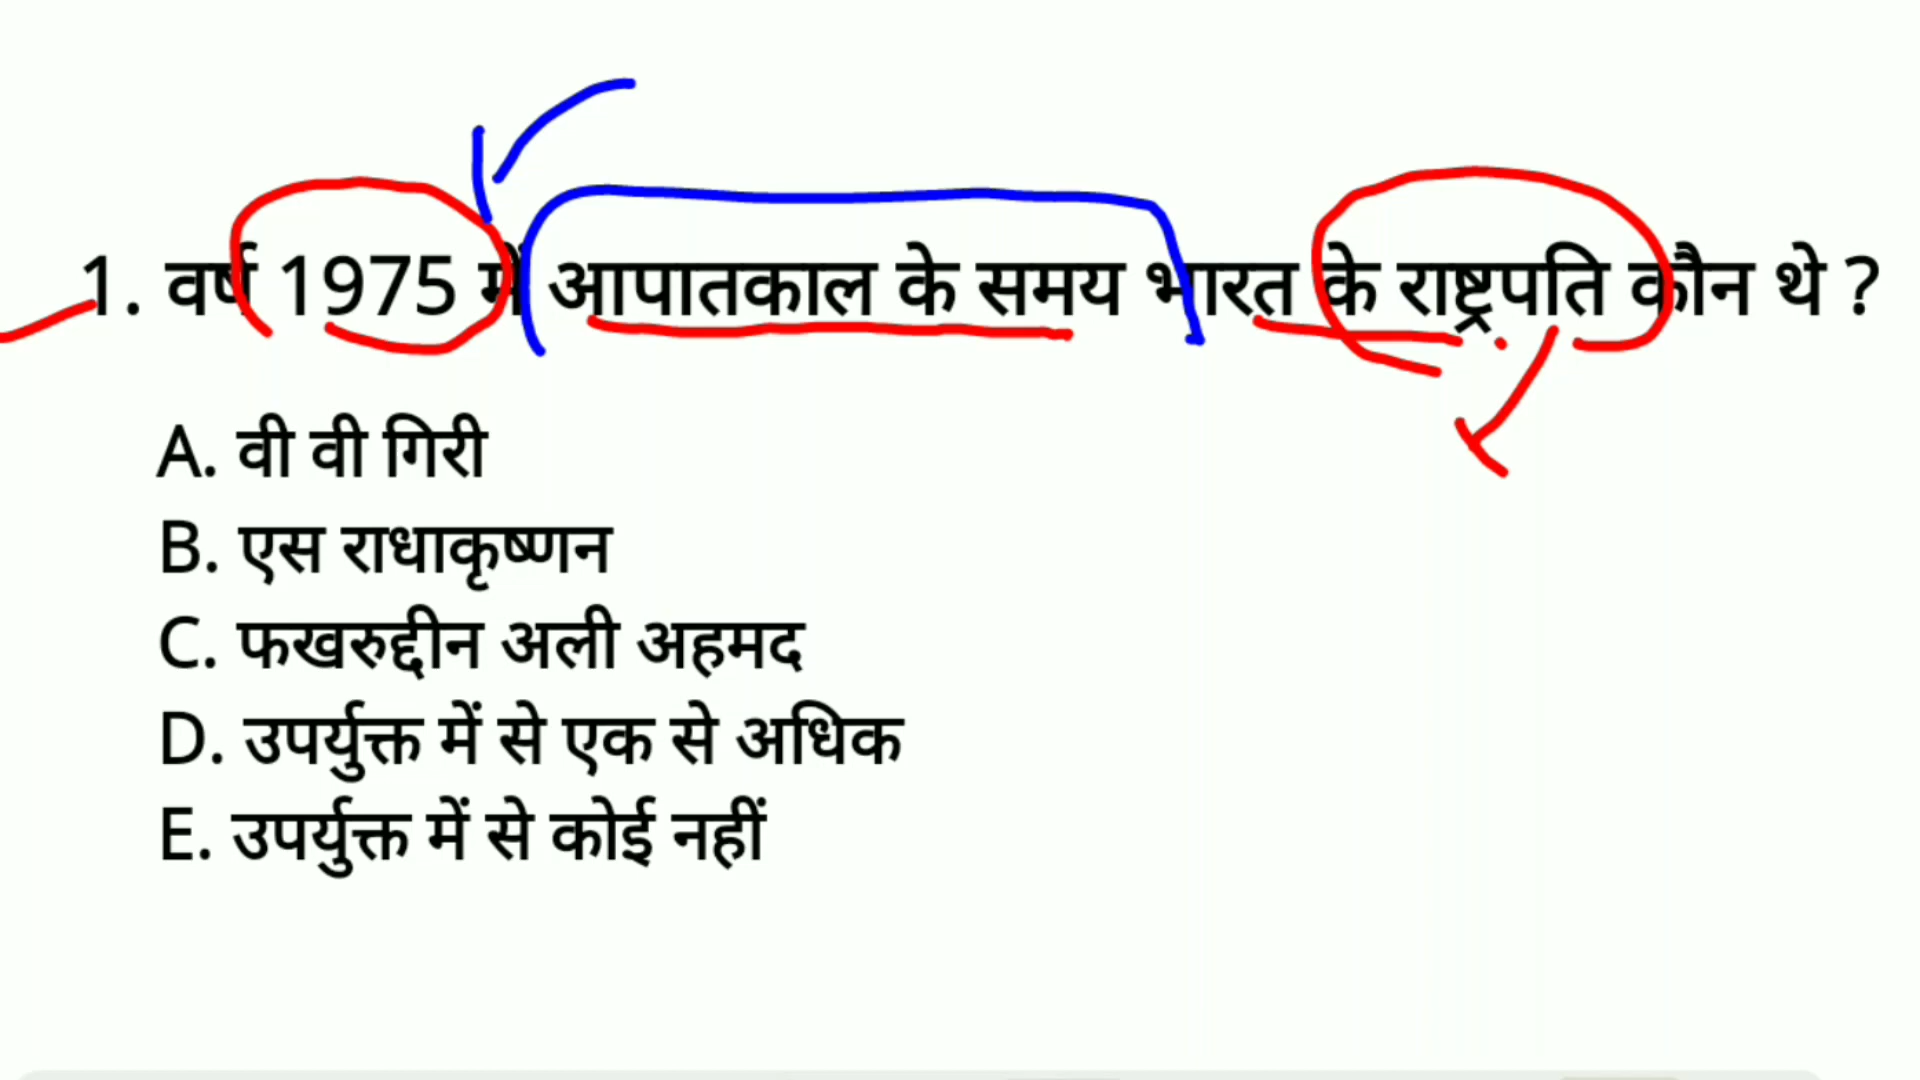 1. वर्ष 1975 में आपातकाल के समय भारत के राष्ट्रपति कौन थे ?
A. वी वी गिरी
B. एस राधाकृष्णन
C. फखरुद्दीन अली अहमद
D. उपर्युक्त में से एक से अधिक
E. उपर्युक्त में से कोई नहीं